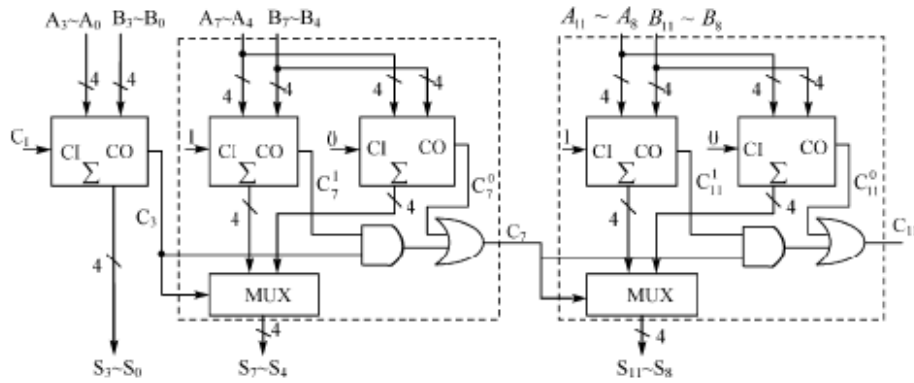 A₃~A₀ B₃~B₀ A₇~A₄ B₇~B₄ A₁₁ ~ A₈ B₁₁ ~ B₈
4 4 4 4 4 4 4 4 4 4
C₁ CI CO Σ 1 CI CO Σ 0 CI CO Σ 1 CI CO Σ 0 CI CO Σ
C₃ 4 C₇¹ 4 C₇⁰ 4 C₁₁¹ 4 C₁₁⁰
4 C₇ C₁₁
MUX MUX
4 4
S₃~S₀ S₇~S₄ S₁₁~S₈